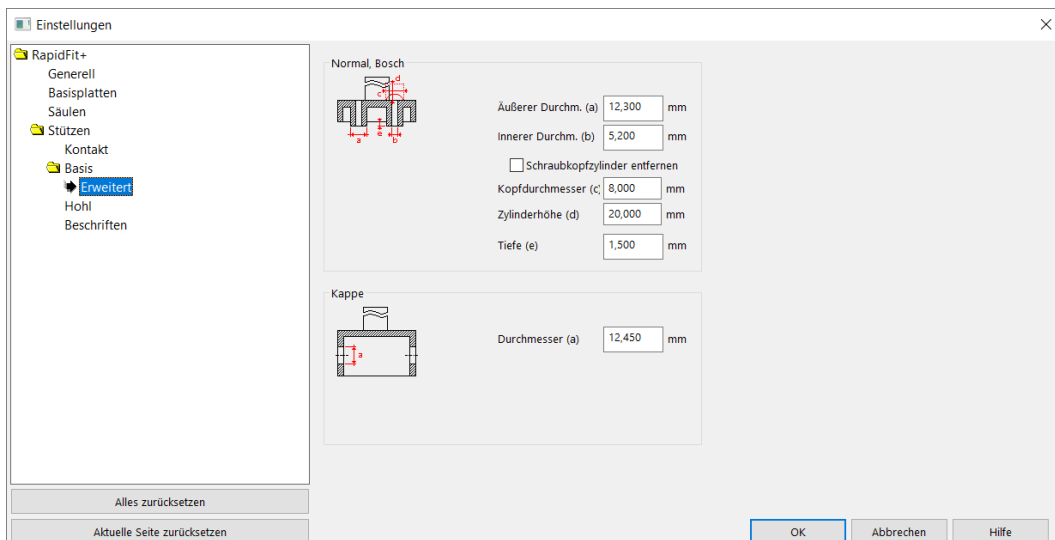 Einstellungen
RapidFit+
Generell
Basisplatten
Säulen
Stützen
Kontakt
Basis
Erweitert
Hohl
Beschriften
Alles zurücksetzen
Aktuelle Seite zurücksetzen
Normal, Bosch
d
c
a
e
b
Äußerer Durchm. (a) 12,300 mm
Innerer Durchm. (b) 5,200 mm
Schraubkopfzylinder entfernen
Kopfdurchmesser (c) 8,000 mm
Zylinderhöhe (d) 20,000 mm
Tiefe (e) 1,500 mm
Kappe
a
Durchmesser (a) 12,450 mm
OK Abbrechen Hilfe